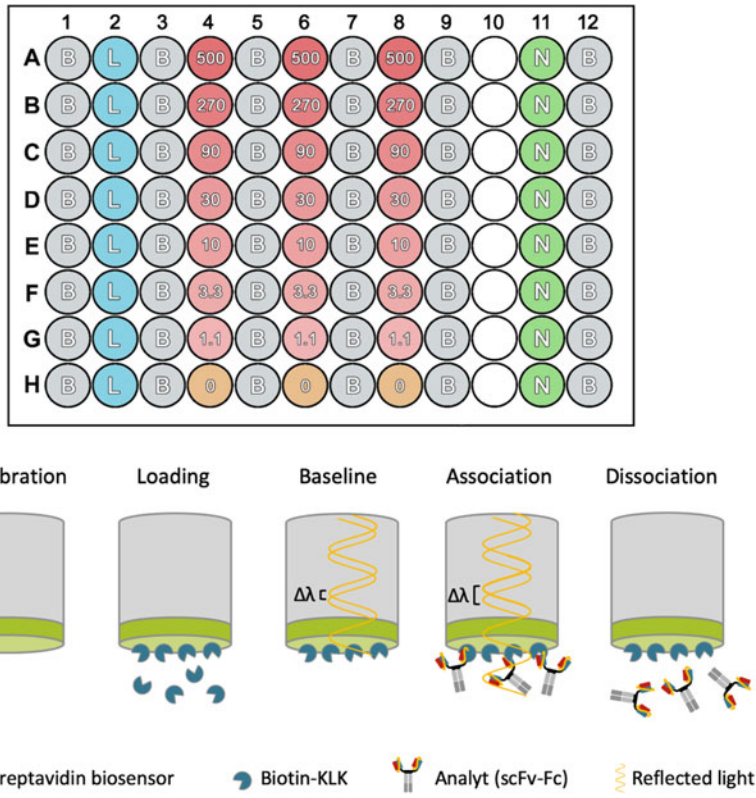 1 2 3 4 5 6 7 8 9 10 11 12
A B L B 500 B 500 B 500 B N B
B B L B 270 B 270 B 270 B N B
C B L B 90 B 90 B 90 B N B
D B L B 30 B 30 B 30 B N B
E B L B 10 B 10 B 10 B N B
F B L B 3.3 B 3.3 B 3.3 B N B
G B L B 1.1 B 1.1 B 1.1 B N B
H B L B 0 B 0 B 0 B N B
bration Loading Baseline Association Dissociation
Δλ Δλ
reptavidin biosensor Biotin-KLK Analyt (scFv-Fc) Reflected light